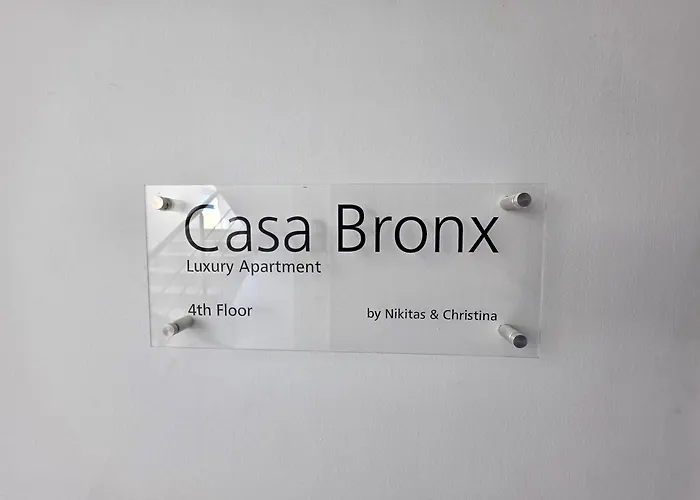 Casa Bronx
Luxury Apartment
4th Floor
by Nikitas & Christina